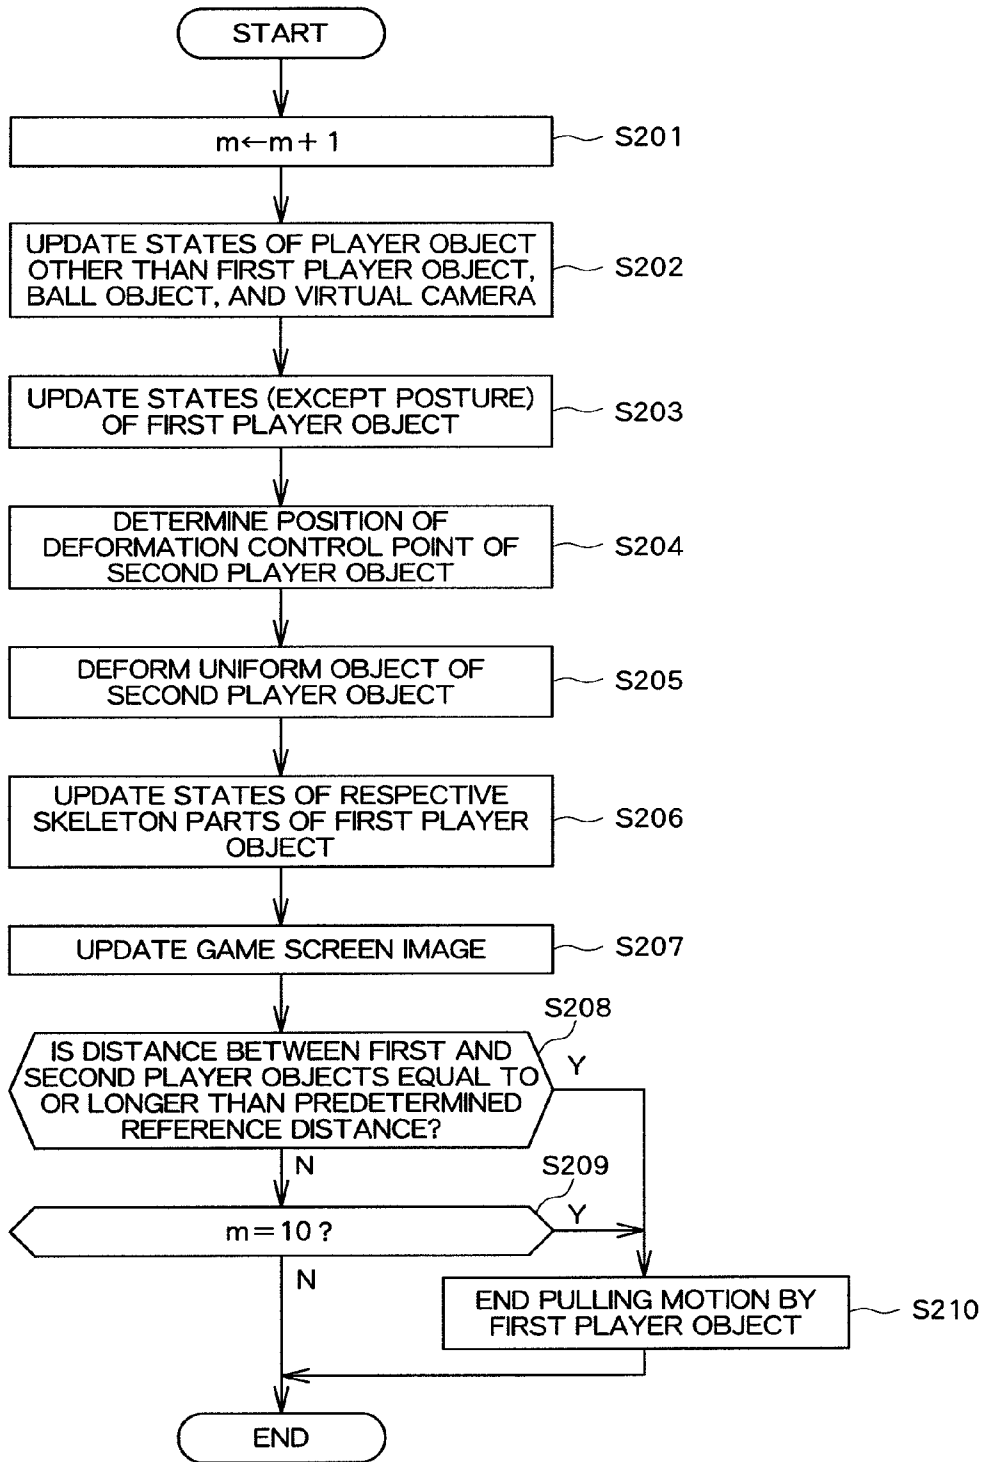 START
m←m+1
S201
UPDATE STATES OF PLAYER OBJECT
OTHER THAN FIRST PLAYER OBJECT,
BALL OBJECT, AND VIRTUAL CAMERA
S202
UPDATE STATES (EXCEPT POSTURE)
OF FIRST PLAYER OBJECT
S203
DETERMINE POSITION OF
DEFORMATION CONTROL POINT OF
SECOND PLAYER OBJECT
S204
DEFORM UNIFORM OBJECT OF
SECOND PLAYER OBJECT
S205
UPDATE STATES OF RESPECTIVE
SKELETON PARTS OF FIRST PLAYER
OBJECT
S206
UPDATE GAME SCREEN IMAGE
S207
S208
IS DISTANCE BETWEEN FIRST AND
SECOND PLAYER OBJECTS EQUAL TO
OR LONGER THAN PREDETERMINED
REFERENCE DISTANCE?
Y
N
S209
m=10?
Y
N
END PULLING MOTION BY
FIRST PLAYER OBJECT
S210
END